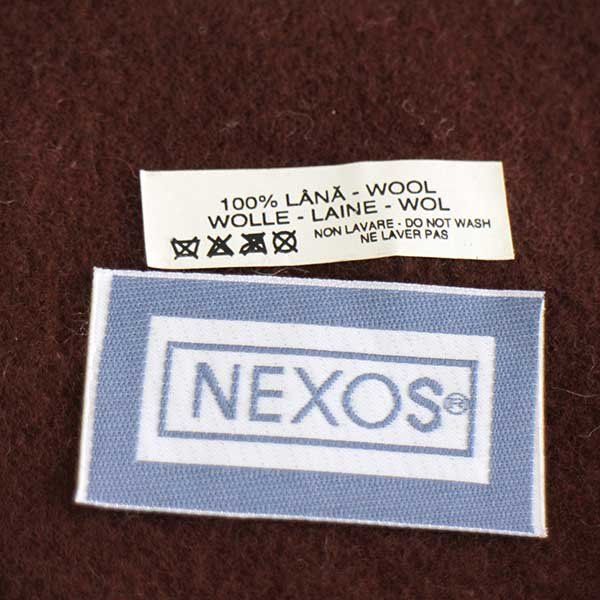 100% LÂNĂ - WOOL
WOLLE - LAINE - WOL
NON LAVARE - DO NOT WASH
NE LAVER PAS
NEXOS®